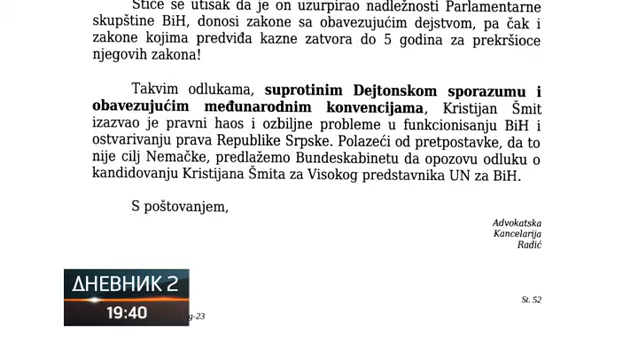 Stiče se utisak da je on uzurpirao nadležnosti Parlamentarne
skupštine BiH, donosi zakone sa obavezujućim dejstvom, pa čak i
zakone kojima predviđa kazne zatvora do 5 godina za prekršioce
njegovih zakona!
Takvim odlukama, suprotinim Dejtonskom sporazumu i
obavezujućim međunarodnim konvencijama, Kristijan Šmit
izazvao je pravni haos i ozbiljne probleme u funkcionisanju BiH i
ostvarivanju prava Republike Srpske. Polazeći od pretpostavke, da to
nije cilj Nemačke, predlažemo Bundeskabinetu da opozovu odluku o
kandidovanju Kristijana Šmita za Visokog predstavnika UN za BiH.
S poštovanjem,
Advokatska
Kancelarija
Radić
St. 52
ДНЕВНИК 2
19:40
g-23